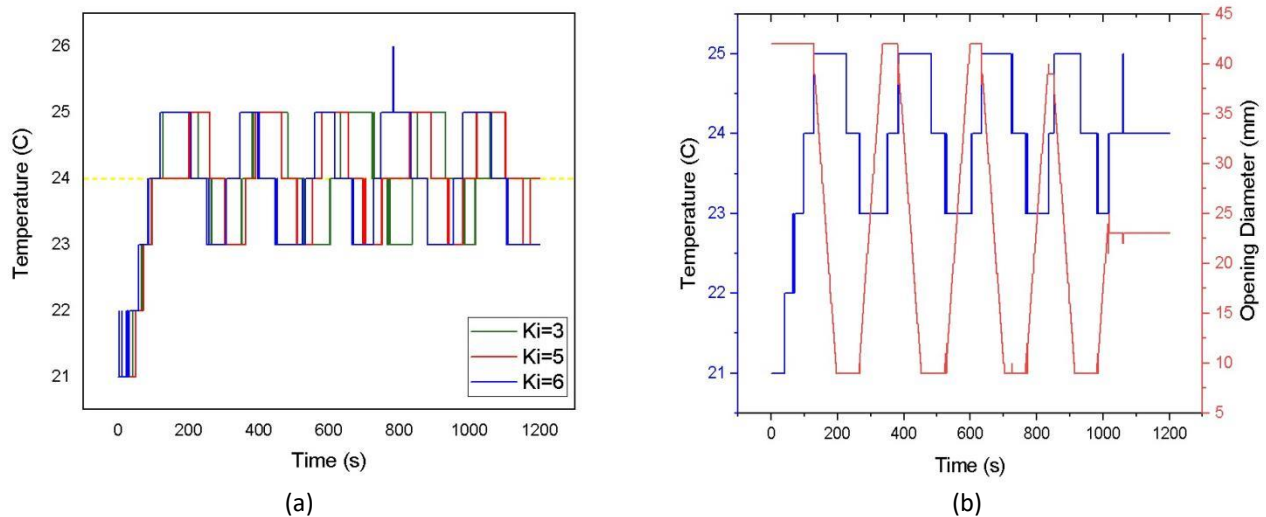 26
25
24
23
22
21
Temperature (C)
Ki=3
Ki=5
Ki=6
0 200 400 600 800 1000 1200
Time (s)
(a)
25
24
23
22
21
Temperature (C)
45
40
35
30
25
20
15
10
5
Opening Diameter (mm)
0 200 400 600 800 1000 1200
Time (s)
(b)